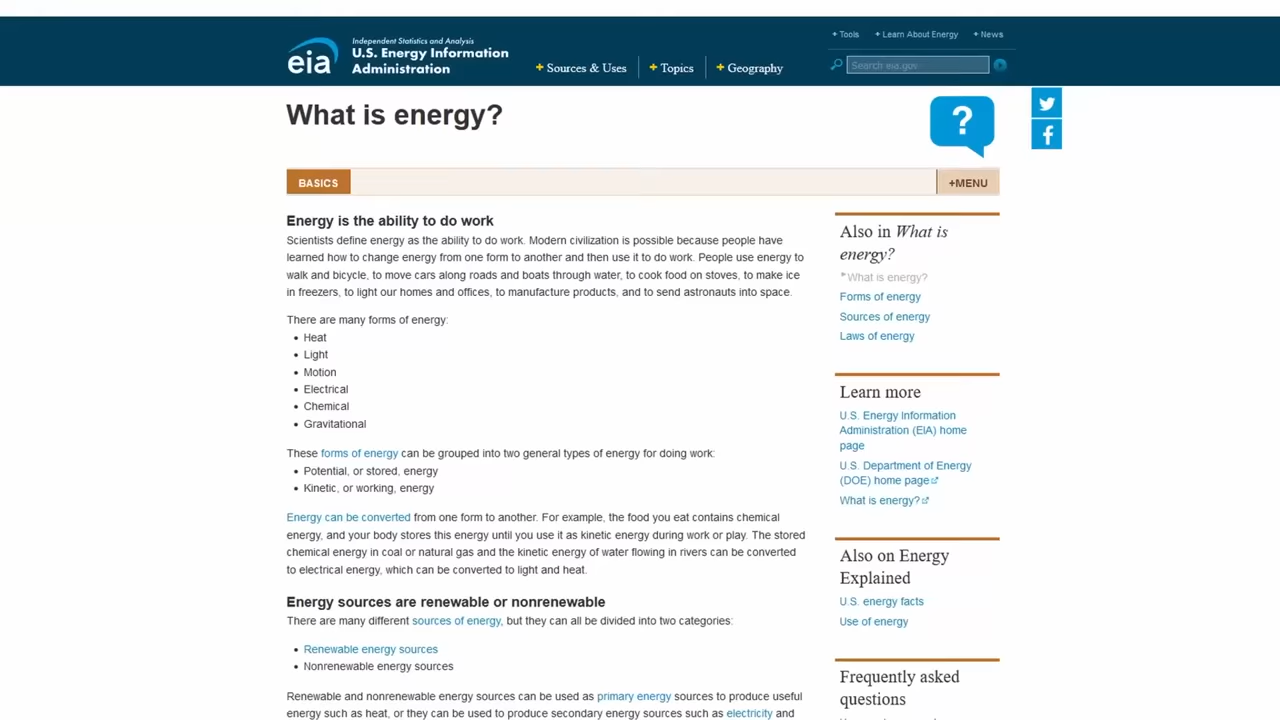 Independent Statistics and Analysis
eia U.S. Energy Information
Administration
+ Sources & Uses
+ Topics
+ Geography
+ Tools
+ Learn About Energy
+ News
Search eia.gov
What is energy?
?
BASICS
+MENU
Energy is the ability to do work
Scientists define energy as the ability to do work. Modern civilization is possible because people have
learned how to change energy from one form to another and then use it to do work. People use energy to
walk and bicycle, to move cars along roads and boats through water, to cook food on stoves, to make ice
in freezers, to light our homes and offices, to manufacture products, and to send astronauts into space.
There are many forms of energy:
• Heat
• Light
• Motion
• Electrical
• Chemical
• Gravitational
These forms of energy can be grouped into two general types of energy for doing work:
• Potential, or stored, energy
• Kinetic, or working, energy
Energy can be converted from one form to another. For example, the food you eat contains chemical
energy, and your body stores this energy until you use it as kinetic energy during work or play. The stored
chemical energy in coal or natural gas and the kinetic energy of water flowing in rivers can be converted
to electrical energy, which can be converted to light and heat.
Energy sources are renewable or nonrenewable
There are many different sources of energy, but they can all be divided into two categories:
• Renewable energy sources
• Nonrenewable energy sources
Renewable and nonrenewable energy sources can be used as primary energy sources to produce useful
energy such as heat, or they can be used to produce secondary energy sources such as electricity and
Also in What is
energy?
What is energy?
Forms of energy
Sources of energy
Laws of energy
Learn more
U.S. Energy Information
Administration (EIA) home
page
U.S. Department of Energy
(DOE) home page
What is energy?
Also on Energy
Explained
U.S. energy facts
Use of energy
Frequently asked
questions